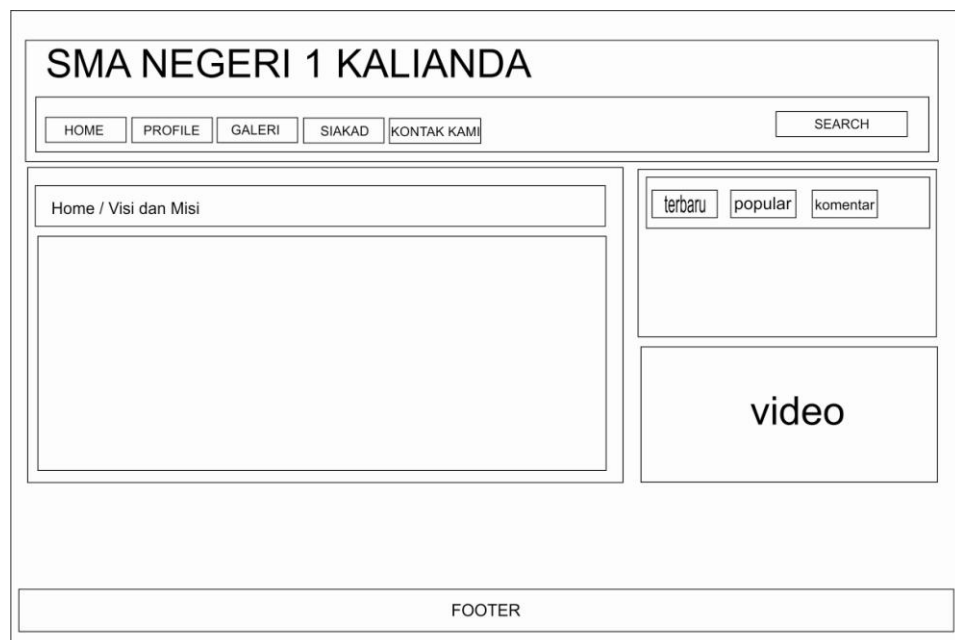 SMA NEGERI 1 KALIANDA
HOME PROFILE GALERI SIAKAD KONTAK KAMI SEARCH
Home / Visi dan Misi
terbaru popular komentar
video
FOOTER